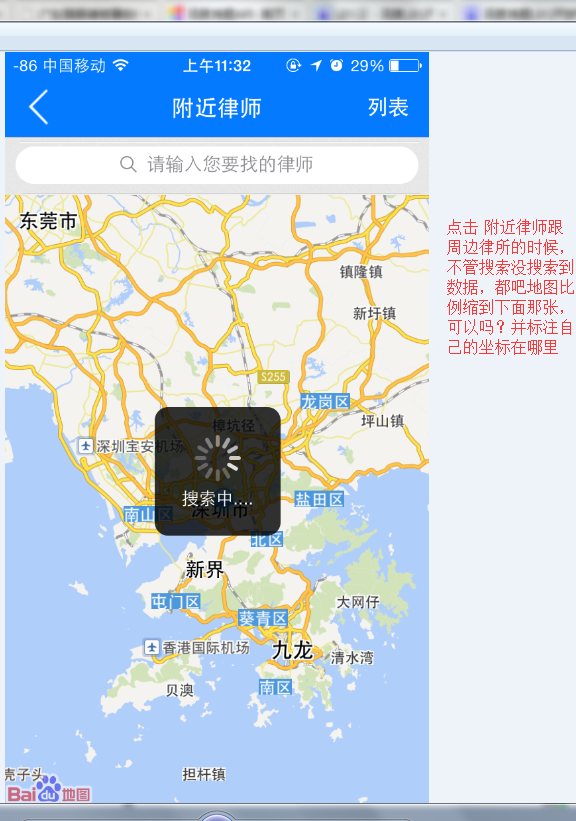 -86 中国移动 上午11:32 29%
附近律师 列表
请输入您要找的律师
点击 附近律师跟
周边律所的时候，
不管搜索没搜索到
数据，都吧地图比
例缩到下面那张，
可以吗？并标注自
己的坐标在哪里
东莞市
镇隆镇
新圩镇
S255
龙岗区
坪山镇
樟坑径
深圳宝安机场
搜索中....
盐田区
南山区
深圳市
北区
新界
屯门区
大网仔
葵青区
香港国际机场
九龙
清水湾
南区
贝澳
担杆镇
壳子头
Bai du 地图